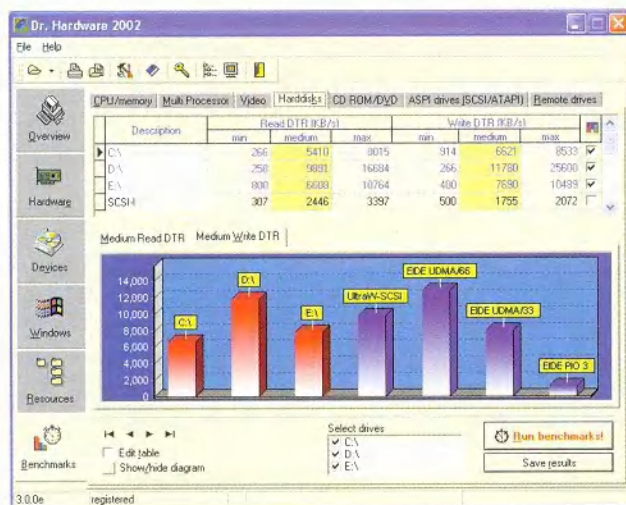 Dr. Hardware 2002
File Help
CPU/memory Multi Processor Video Harddisks CD ROM/DVD ASPI drives (SCSI/ATAPI) Remote drives
Description Read DTR (KB/s) Write DTR (KB/s)
min medium max min medium max
C:\ 266 5410 8015 914 6621 8533
D:\ 258 9891 16684 266 11780 25600
E:\ 800 6608 10764 400 7690 10489
SCSI-I 307 2446 3397 500 1755 2072
Overview
Hardware
Devices
Windows
Resources
Benchmarks
Medium Read DTR Medium Write DTR
14,000
12,000
10,000
8,000
6,000
4,000
2,000
0
C:\
D:\
E:\
UltraW-SCSI
EIDE UDMA/66
EIDE UDMA/33
EIDE PIO 3
Edit table
Show/hide diagram
Select drives
C:\
D:\
E:\
Run benchmarks!
Save results
3.0.0e registered